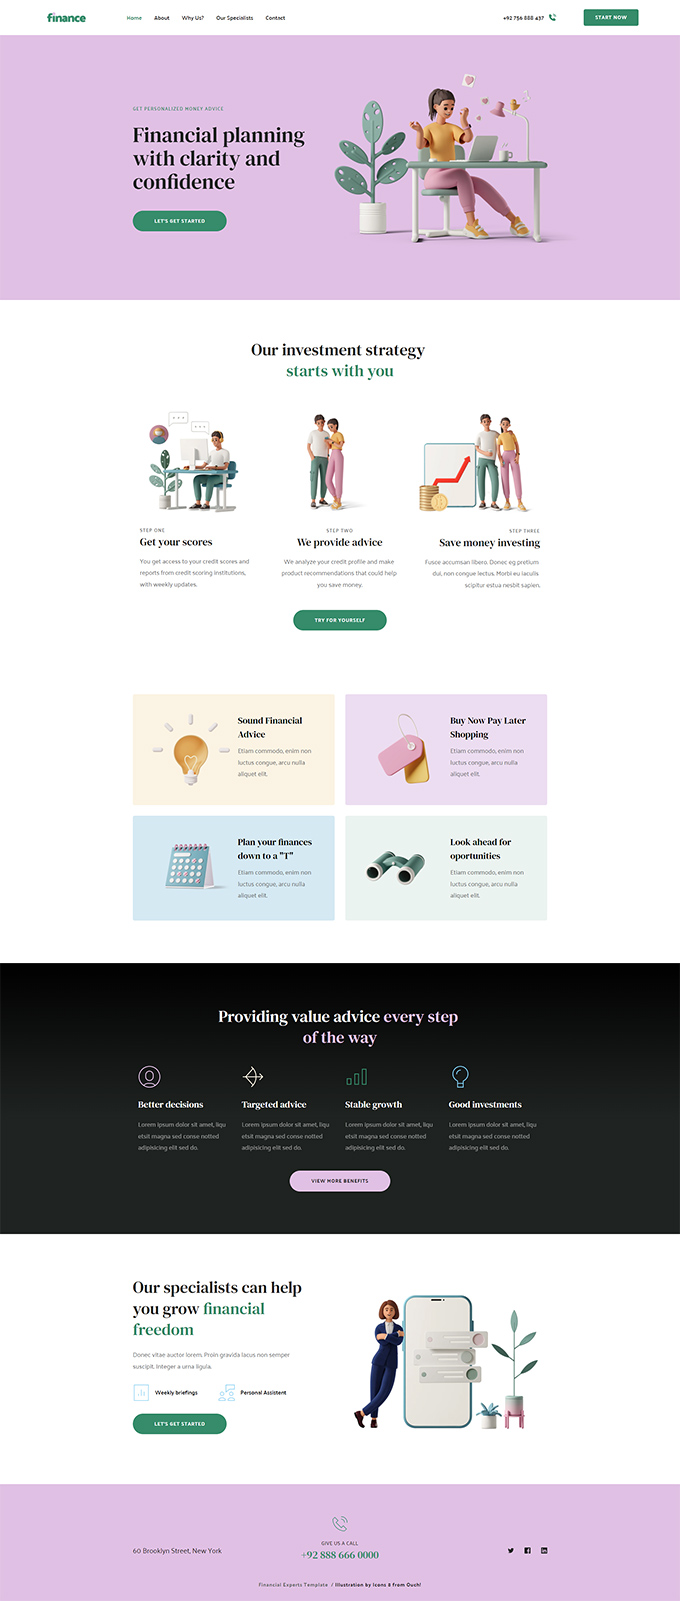 finance
Home
About
Why Us?
Our Specialists
Contact
+92 756 888 437
START NOW
GET PERSONALIZED MONEY ADVICE
Financial planning
with clarity and
confidence
LET'S GET STARTED
Our investment strategy
starts with you
STEP ONE
Get your scores
You get access to your credit scores and
reports from credit scoring institutions,
with weekly updates.
STEP TWO
We provide advice
We analyze your credit profile and make
product recommendations that could help
you save money.
STEP THREE
Save money investing
Fusce accumsan libero. Donec eg pretium
dui, non congue lectus. Morbi eu iaculis
scipitur estua nesbit sapien.
TRY FOR YOURSELF
Sound Financial
Advice
Etiam commodo, enim non
luctus congue, arcu nulla
aliquet elit.
Buy Now Pay Later
Shopping
Etiam commodo, enim non
luctus congue, arcu nulla
aliquet elit.
Plan your finances
down to a "T"
Etiam commodo, enim non
luctus congue, arcu nulla
aliquet elit.
Look ahead for
oportunities
Etiam commodo, enim non
luctus congue, arcu nulla
aliquet elit.
Providing value advice every step
of the way
Better decisions
Lorem ipsum dolor sit amet, liqu
etsit magna sed conse notted
adipisicing elit sed do.
Targeted advice
Lorem ipsum dolor sit amet, liqu
etsit magna sed conse notted
adipisicing elit sed do.
Stable growth
Lorem ipsum dolor sit amet, liqu
etsit magna sed conse notted
adipisicing elit sed do.
Good investments
Lorem ipsum dolor sit amet, liqu
etsit magna sed conse notted
adipisicing elit sed do.
VIEW MORE BENEFITS
Our specialists can help
you grow financial
freedom
Donec vitae auctor lorem. Proin gravida lacus non semper
suscipit. Integer a urna ligula.
Weekly briefings
Personal Assistent
LET'S GET STARTED
60 Brooklyn Street, New York
GIVE US A CALL
+92 888 666 0000
Financial Experts Template / Illustration by Icons 8 from Ouch!